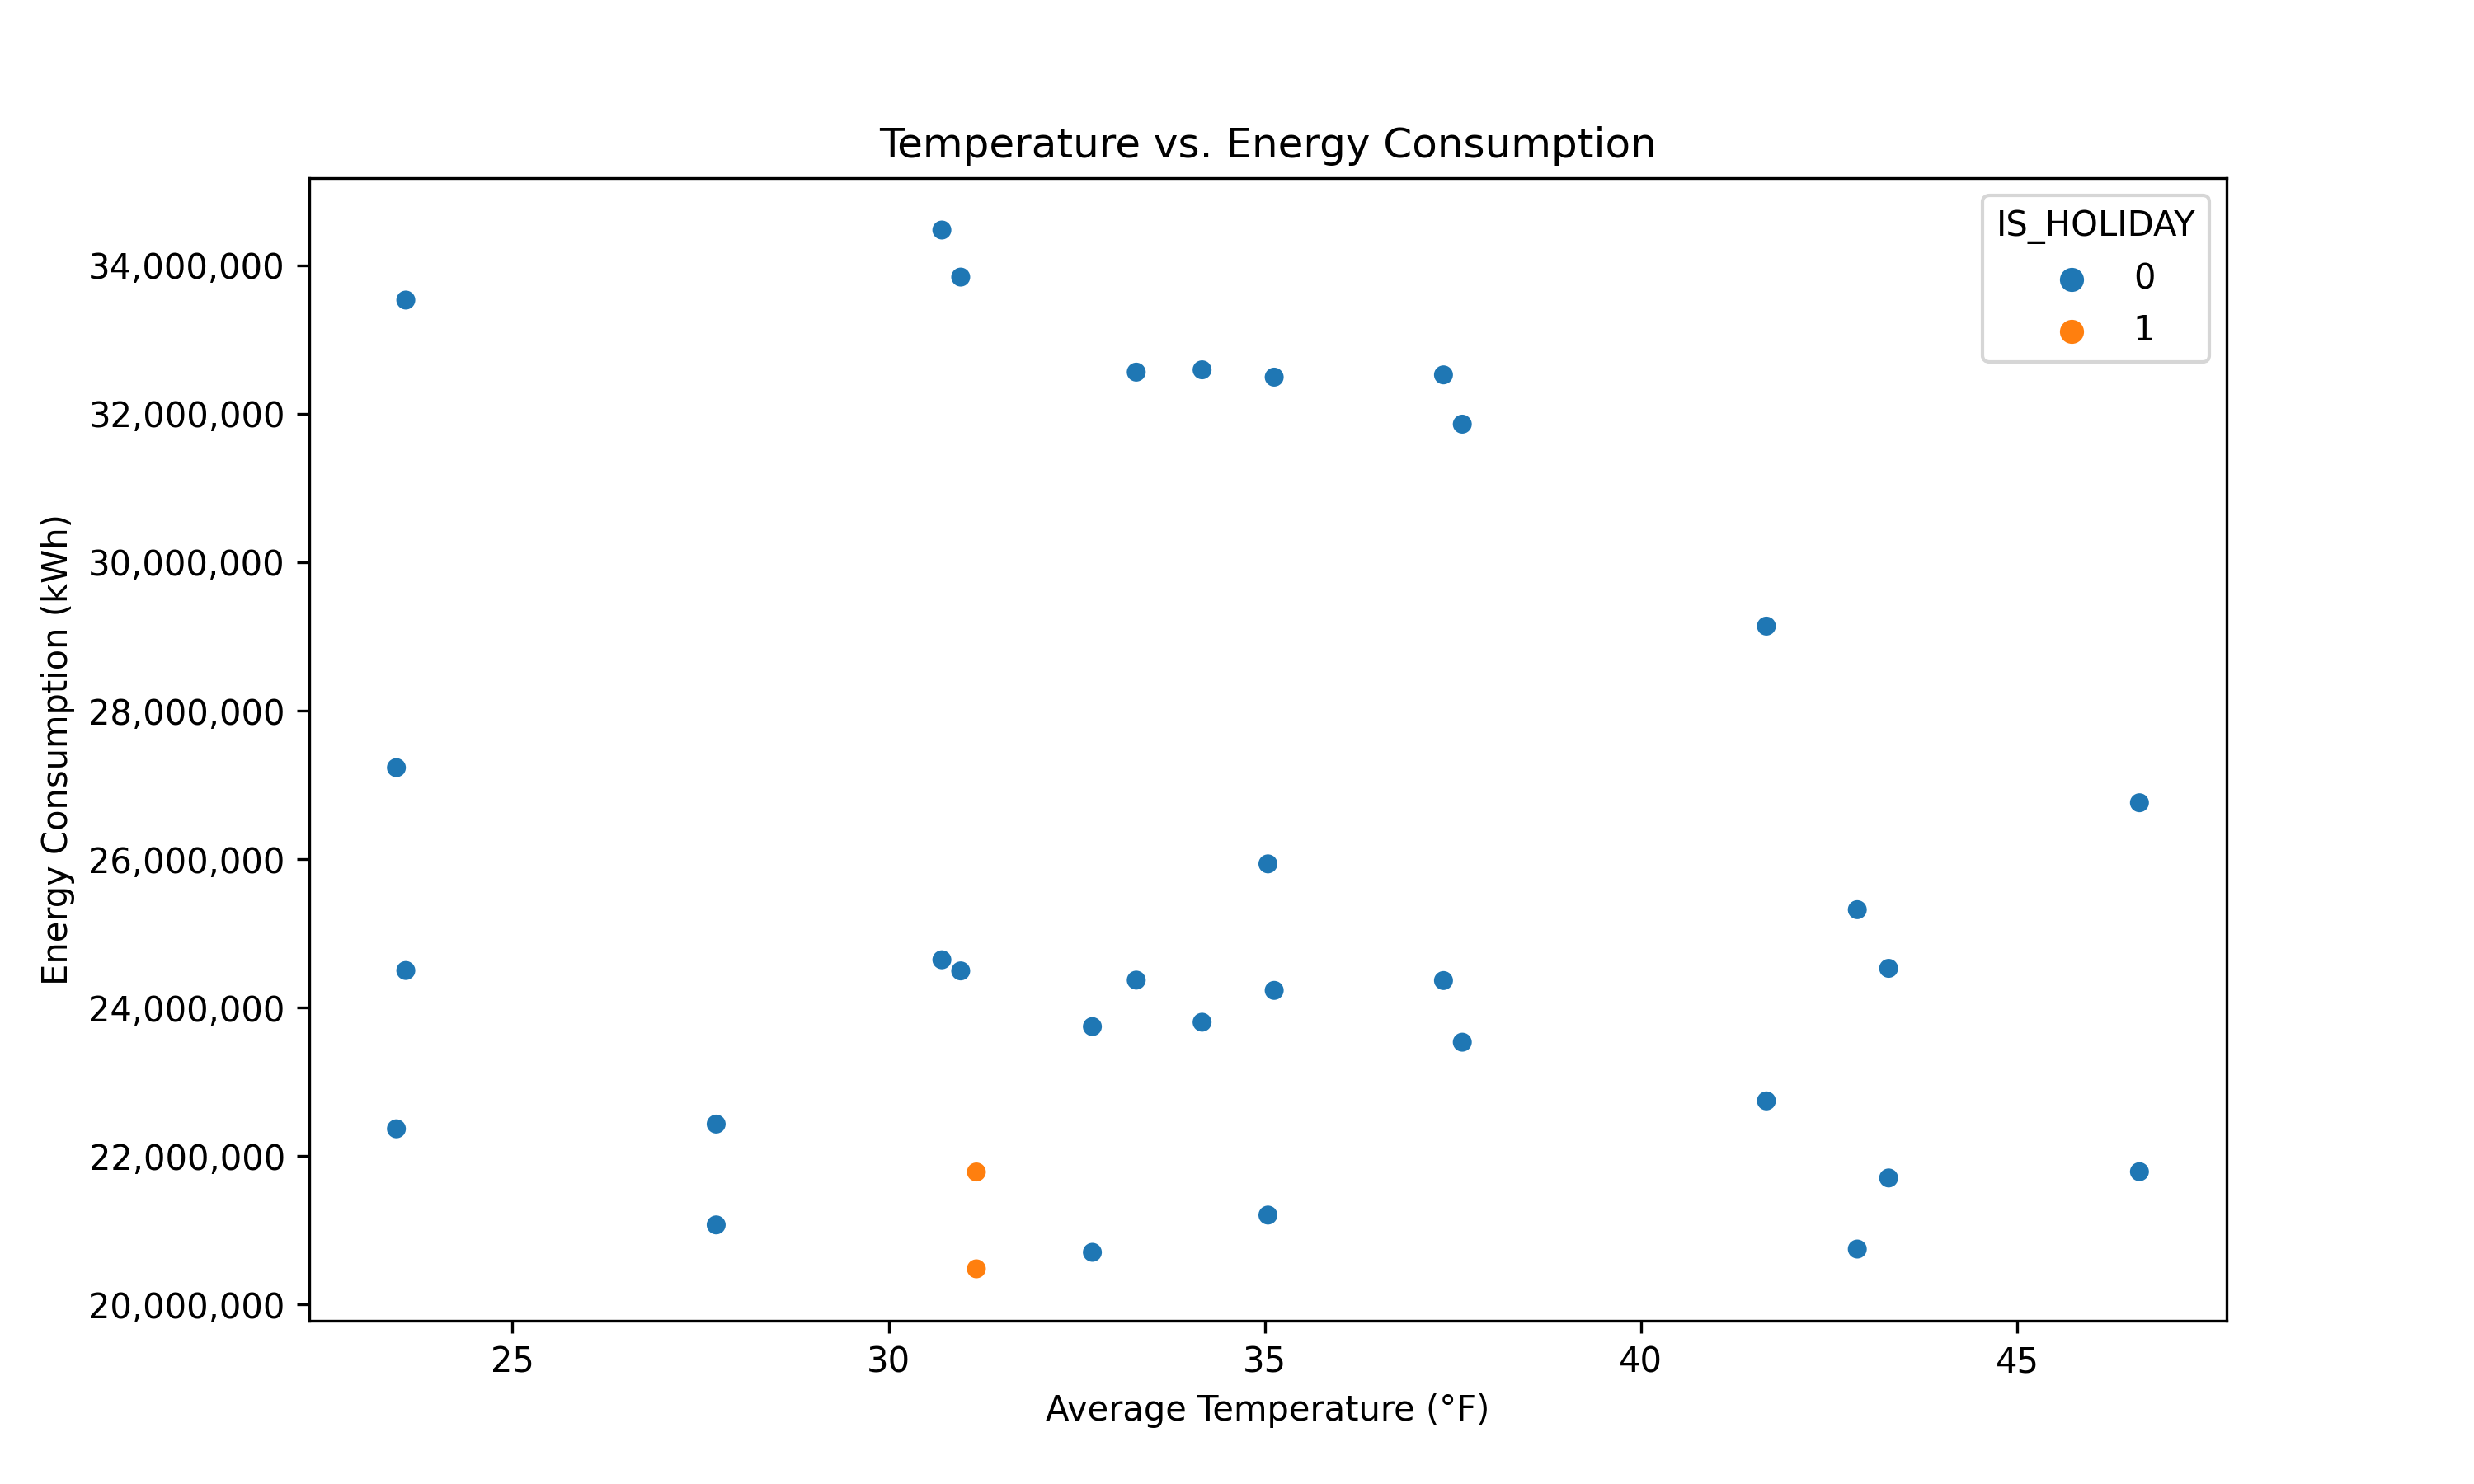 Temperature vs. Energy Consumption
IS_HOLIDAY
0
1
34,000,000
32,000,000
30,000,000
28,000,000
26,000,000
24,000,000
22,000,000
20,000,000
Energy Consumption (kWh)
25 30 35 40 45
Average Temperature (°F)